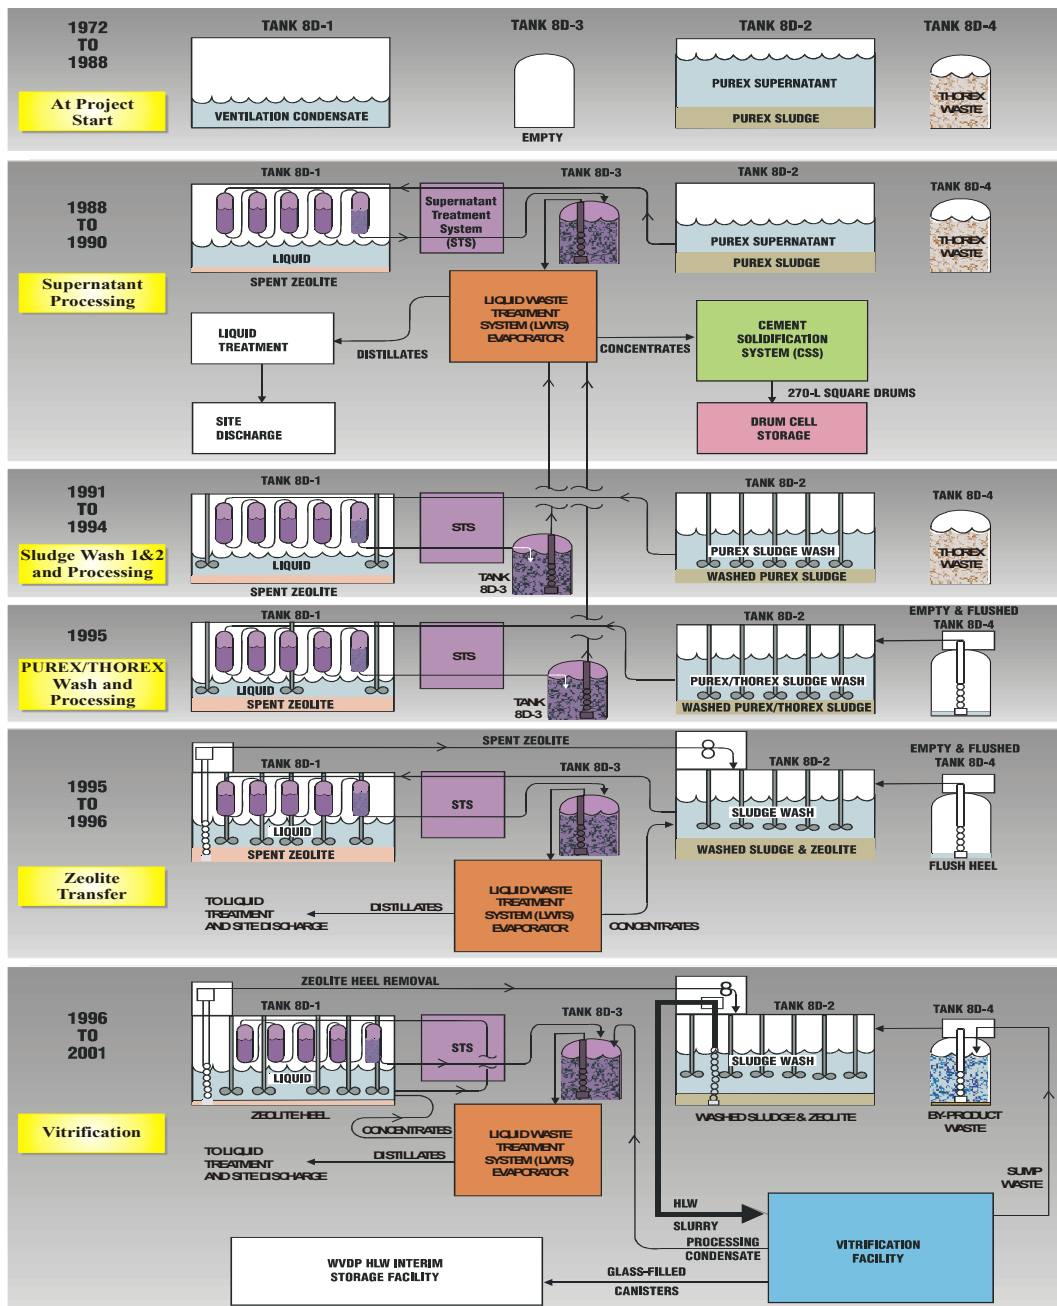 1972
TO
1988
At Project
Start
TANK 8D-1
VENTILATION CONDENSATE
TANK 8D-3
EMPTY
TANK 8D-2
PUREX SUPERNATANT
PUREX SLUDGE
TANK 8D-4
THOREX
WASTE
1988
TO
1990
Supernatant
Processing
TANK 8D-1
LIQUID
SPENT ZEOLITE
Supernatant
Treatment
System
(STS)
TANK 8D-3
TANK 8D-2
PUREX SUPERNATANT
PUREX SLUDGE
TANK 8D-4
THOREX
WASTE
LIQUID WASTE
TREATMENT
SYSTEM (LWTS)
EVAPORATOR
LIQUID
TREATMENT
DISTILLATES
CONCENTRATES
CEMENT
SOLIDIFICATION
SYSTEM (CSS)
270-L SQUARE DRUMS
SITE
DISCHARGE
DRUM CELL
STORAGE
1991
TO
1994
Sludge Wash 1&2
and Processing
TANK 8D-1
LIQUID
SPENT ZEOLITE
STS
TANK
8D-3
TANK 8D-2
PUREX SLUDGE WASH
WASHED PUREX SLUDGE
TANK 8D-4
THOREX
WASTE
1995
PUREX/THOREX
Wash and
Processing
TANK 8D-1
LIQUID
SPENT ZEOLITE
STS
TANK
8D-3
TANK 8D-2
PUREX/THOREX SLUDGE WASH
WASHED PUREX/THOREX SLUDGE
EMPTY & FLUSHED
TANK 8D-4
1995
TO
1996
Zeolite
Transfer
SPENT ZEOLITE
TANK 8D-1
LIQUID
SPENT ZEOLITE
STS
TANK 8D-3
8
TANK 8D-2
SLUDGE WASH
WASHED SLUDGE & ZEOLITE
EMPTY & FLUSHED
TANK 8D-4
FLUSH HEEL
TO LIQUID
TREATMENT
AND SITE DISCHARGE
DISTILLATES
LIQUID WASTE
TREATMENT
SYSTEM (LWTS)
EVAPORATOR
CONCENTRATES
1996
TO
2001
Vitrification
ZEOLITE HEEL REMOVAL
TANK 8D-1
LIQUID
ZEOLITE HEEL
STS
TANK 8D-3
8
TANK 8D-2
SLUDGE WASH
WASHED SLUDGE & ZEOLITE
TANK 8D-4
BY-PRODUCT
WASTE
CONCENTRATES
TO LIQUID
TREATMENT
AND SITE DISCHARGE
DISTILLATES
LIQUID WASTE
TREATMENT
SYSTEM (LWTS)
EVAPORATOR
SUMP
WASTE
HLW
SLURRY
PROCESSING
CONDENSATE
VITRIFICATION
FACILITY
GLASS-FILLED
CANISTERS
WVDP HLW INTERIM
STORAGE FACILITY